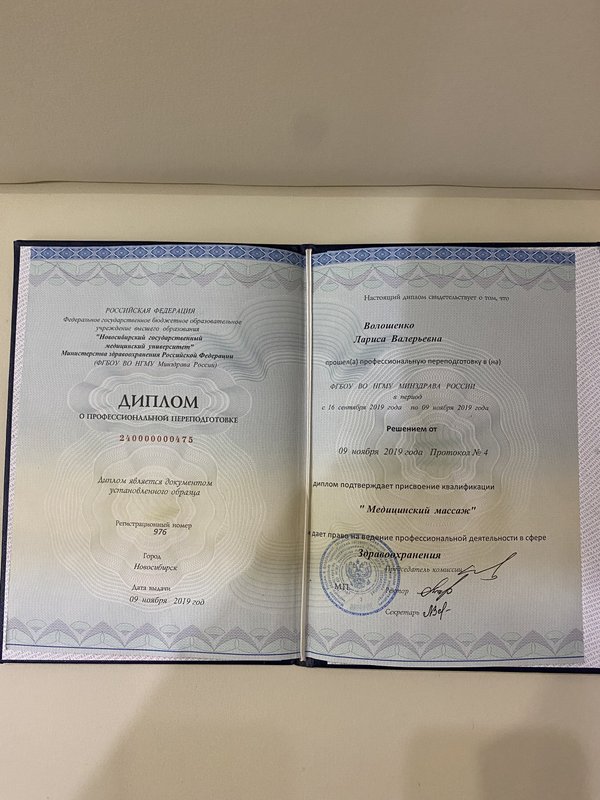 РОССИЙСКАЯ ФЕДЕРАЦИЯ
Федеральное государственное бюджетное образовательное
учреждение высшего образования
"Новосибирский государственный
медицинский университет"
Министерства здравоохранения Российской Федерации
(ФГБОУ ВО НГМУ Минздрава России)
ДИПЛОМ
О ПРОФЕССИОНАЛЬНОЙ ПЕРЕПОДГОТОВКЕ
240000000475
Диплом является документом
установленного образца
Регистрационный номер
976
Город
Новосибирск
Дата выдачи
09 ноября 2019 год
Настоящий диплом свидетельствует о том, что
Волошенко
Лариса Валерьевна
прошел(а) профессиональную переподготовку в (на)
ФГБОУ ВО НГМУ МИНЗДРАВА РОССИИ
в период
с 16 сентября 2019 года по 09 ноября 2019 года
Решением от
09 ноября 2019 года Протокол № 4
диплом подтверждает присвоение квалификации
"Медицинский массаж"
дает право на ведение профессиональной деятельности в сфере
Здравоохранения
Председатель комиссии
М.П.
Ректор
Секретарь